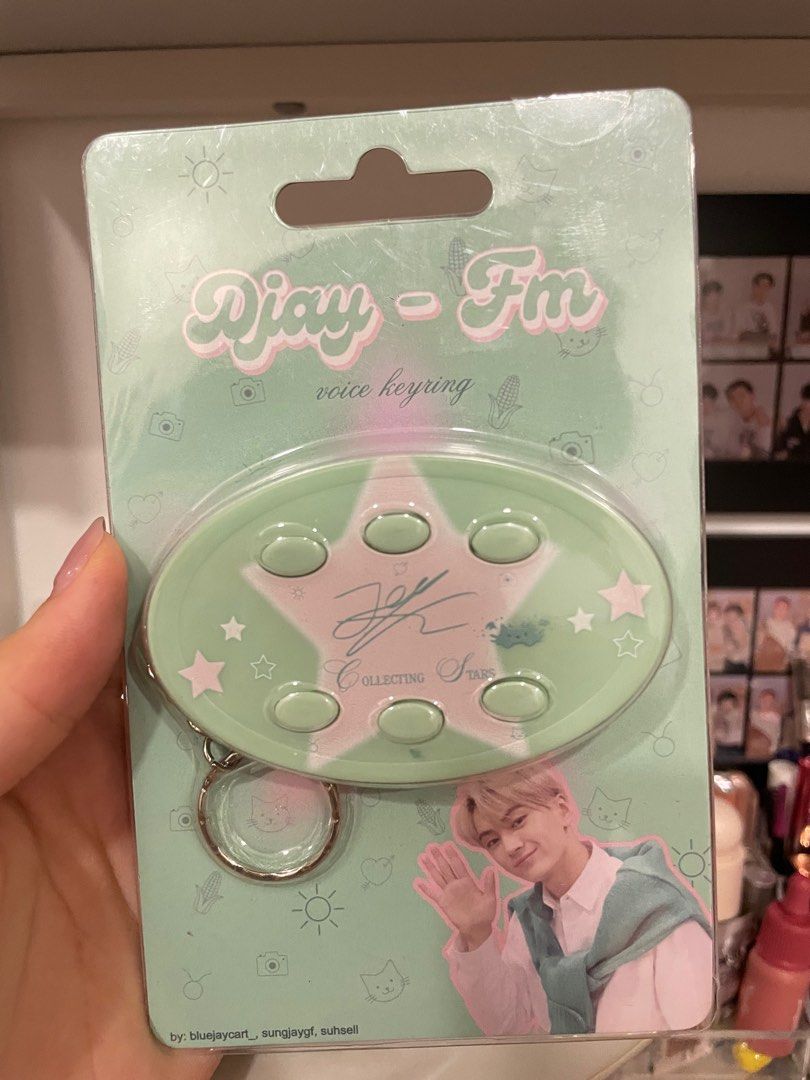 Djay - Fm
voice keyring
COLLECTING STARS
by: bluejaycart_, sungjaygf, suhsell